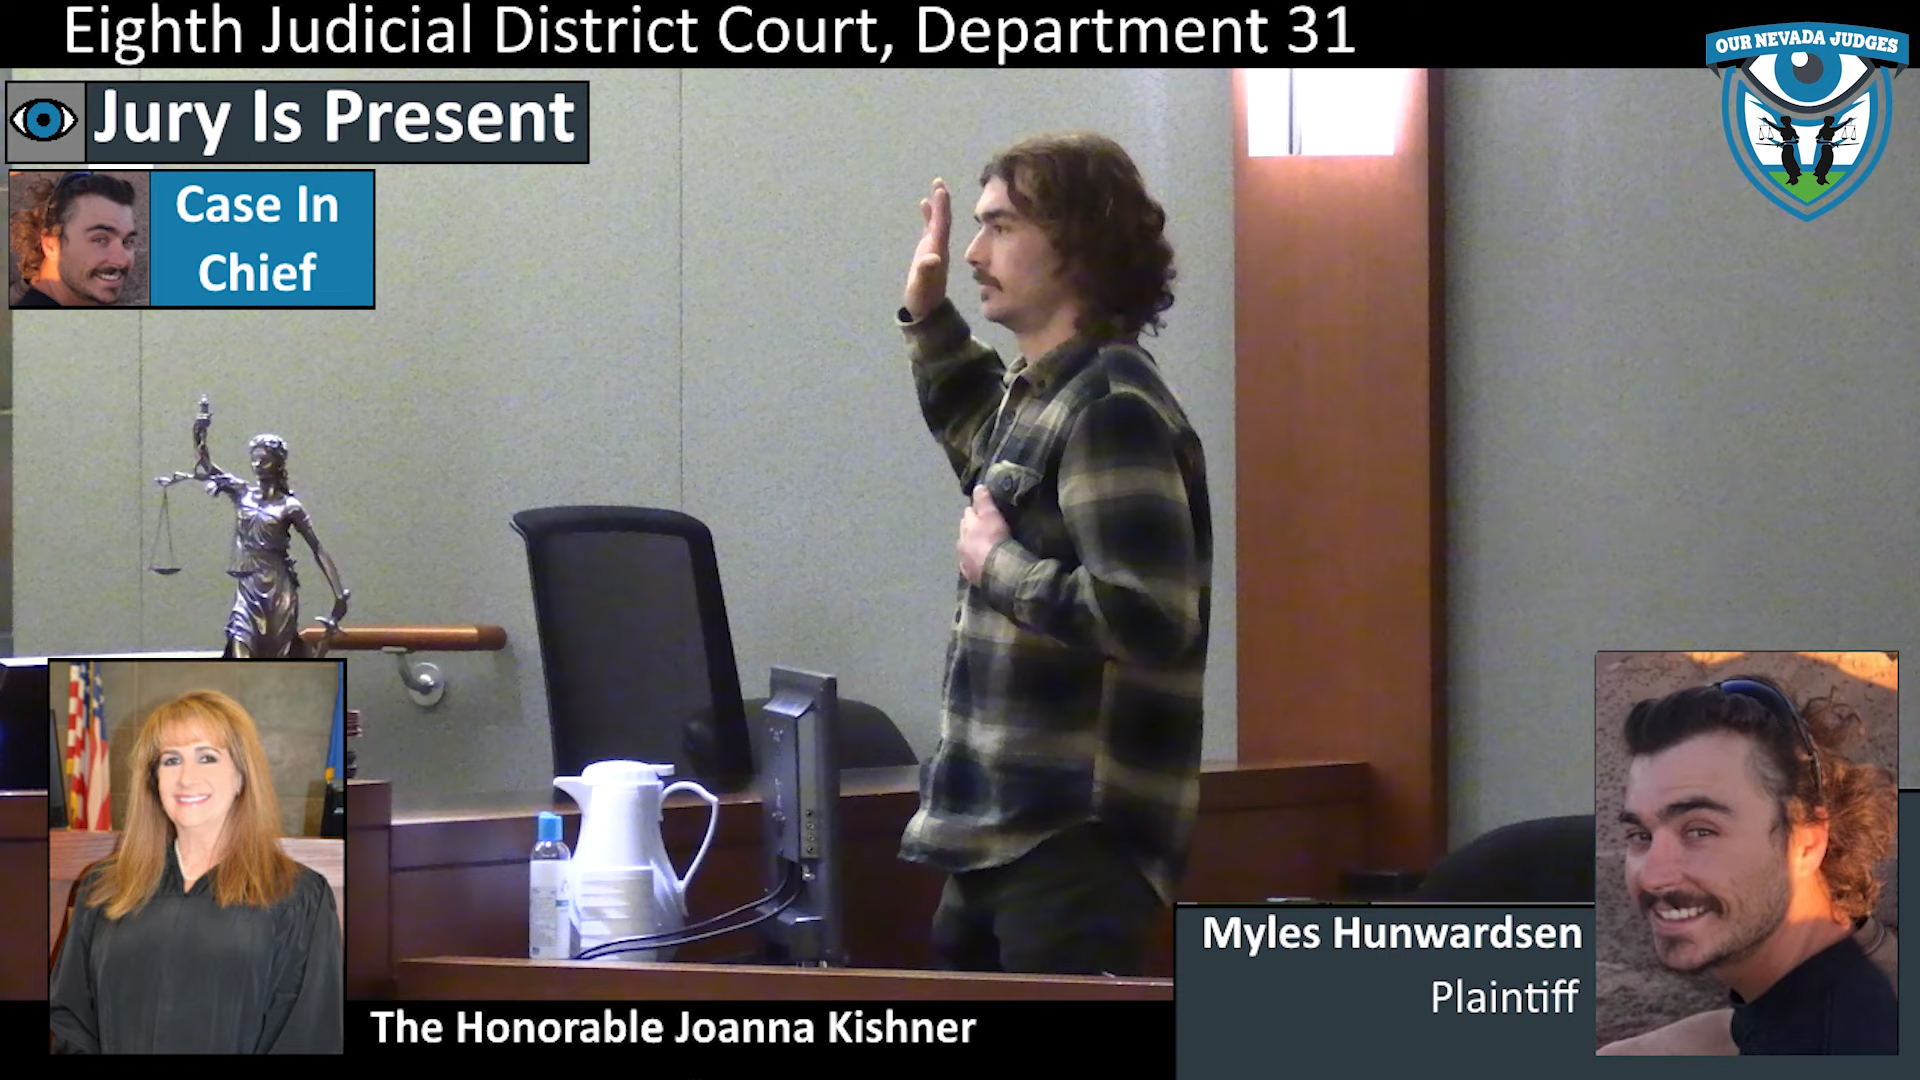 Eighth Judicial District Court, Department 31
OUR NEVADA JUDGES
Jury Is Present
Case In
Chief
Myles Hunwardsen
Plaintiff
The Honorable Joanna Kishner